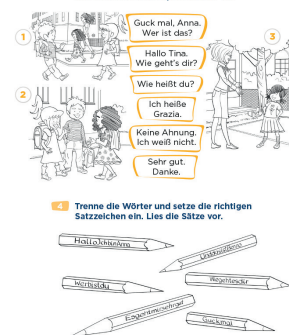 1
Guck mal, Anna.
Wer ist das?
3
Hallo Tina.
Wie geht's dir?
Wie heißt du?
2
Ich heiße
Grazia.
Keine Ahnung.
Ich weiß nicht.
Sehr gut.
Danke.
4 Trenne die Wörter und setze die richtigen
Satzzeichen ein. Lies die Sätze vor.
HalloIchbinAnna
Werbistdu
Wiegehtesdir
Guckmal